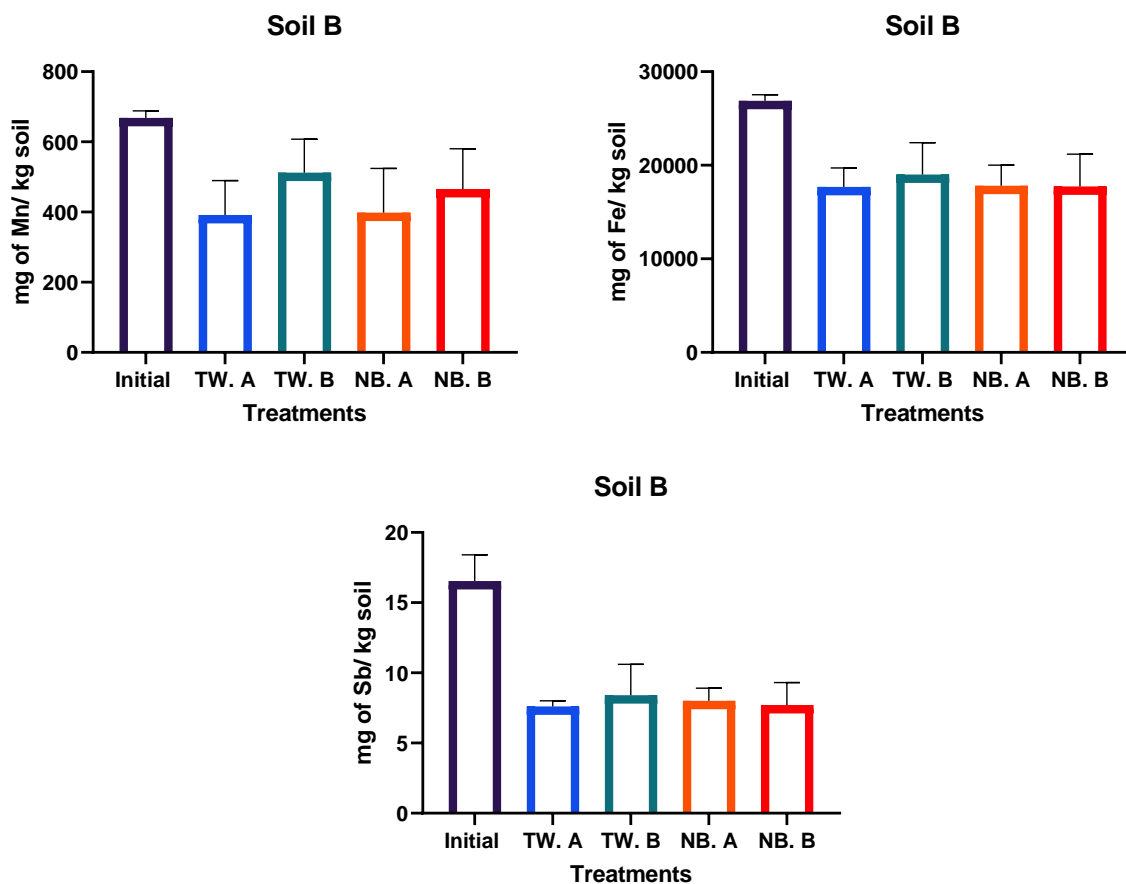 Soil B
mg of Mn/ kg soil
800
600
400
200
0
Initial TW. A TW. B NB. A NB. B
Treatments
Soil B
mg of Fe/ kg soil
30000
20000
10000
0
Initial TW. A TW. B NB. A NB. B
Treatments
Soil B
mg of Sb/ kg soil
20
15
10
5
0
Initial TW. A TW. B NB. A NB. B
Treatments